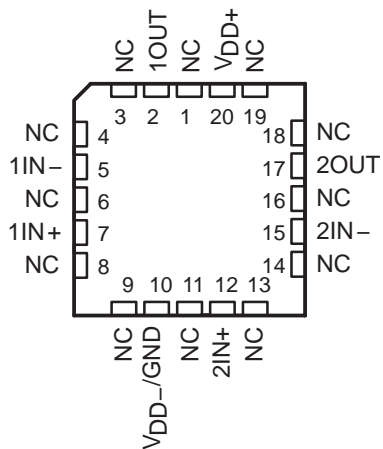 NC
1OUT
NC
VDD+
NC
3
2
1
20
19
NC
4
1IN−
5
NC
6
1IN+
7
NC
8
18
NC
17
2OUT
16
NC
15
2IN−
14
NC
9
10
11
12
13
NC
VDD−/GND
NC
2IN+
NC